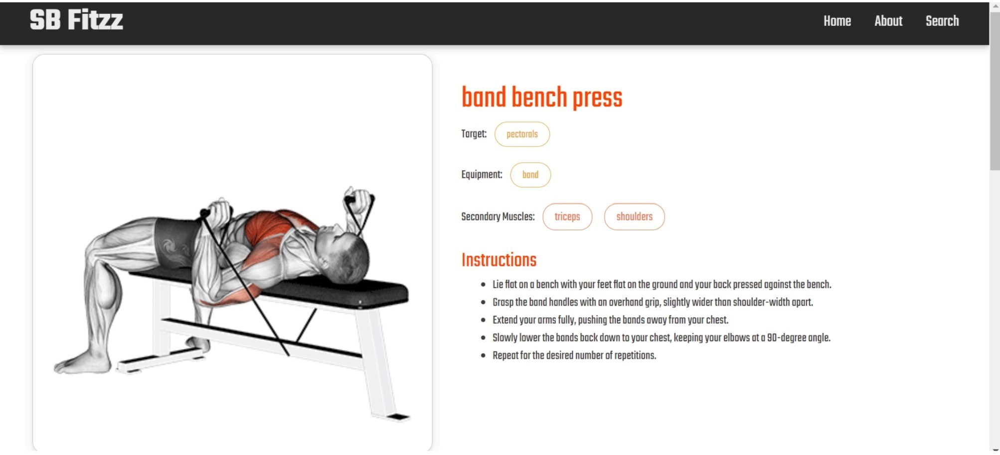 SB Fitzz
Home About Search
band bench press
Target: pectorals
Equipment: band
Secondary Muscles: triceps shoulders
Instructions
Lie flat on a bench with your feet flat on the ground and your back pressed against the bench.
Grasp the band handles with an overhand grip, slightly wider than shoulder-width apart.
Extend your arms fully, pushing the bands away from your chest.
Slowly lower the bands back down to your chest, keeping your elbows at a 90-degree angle.
Repeat for the desired number of repetitions.